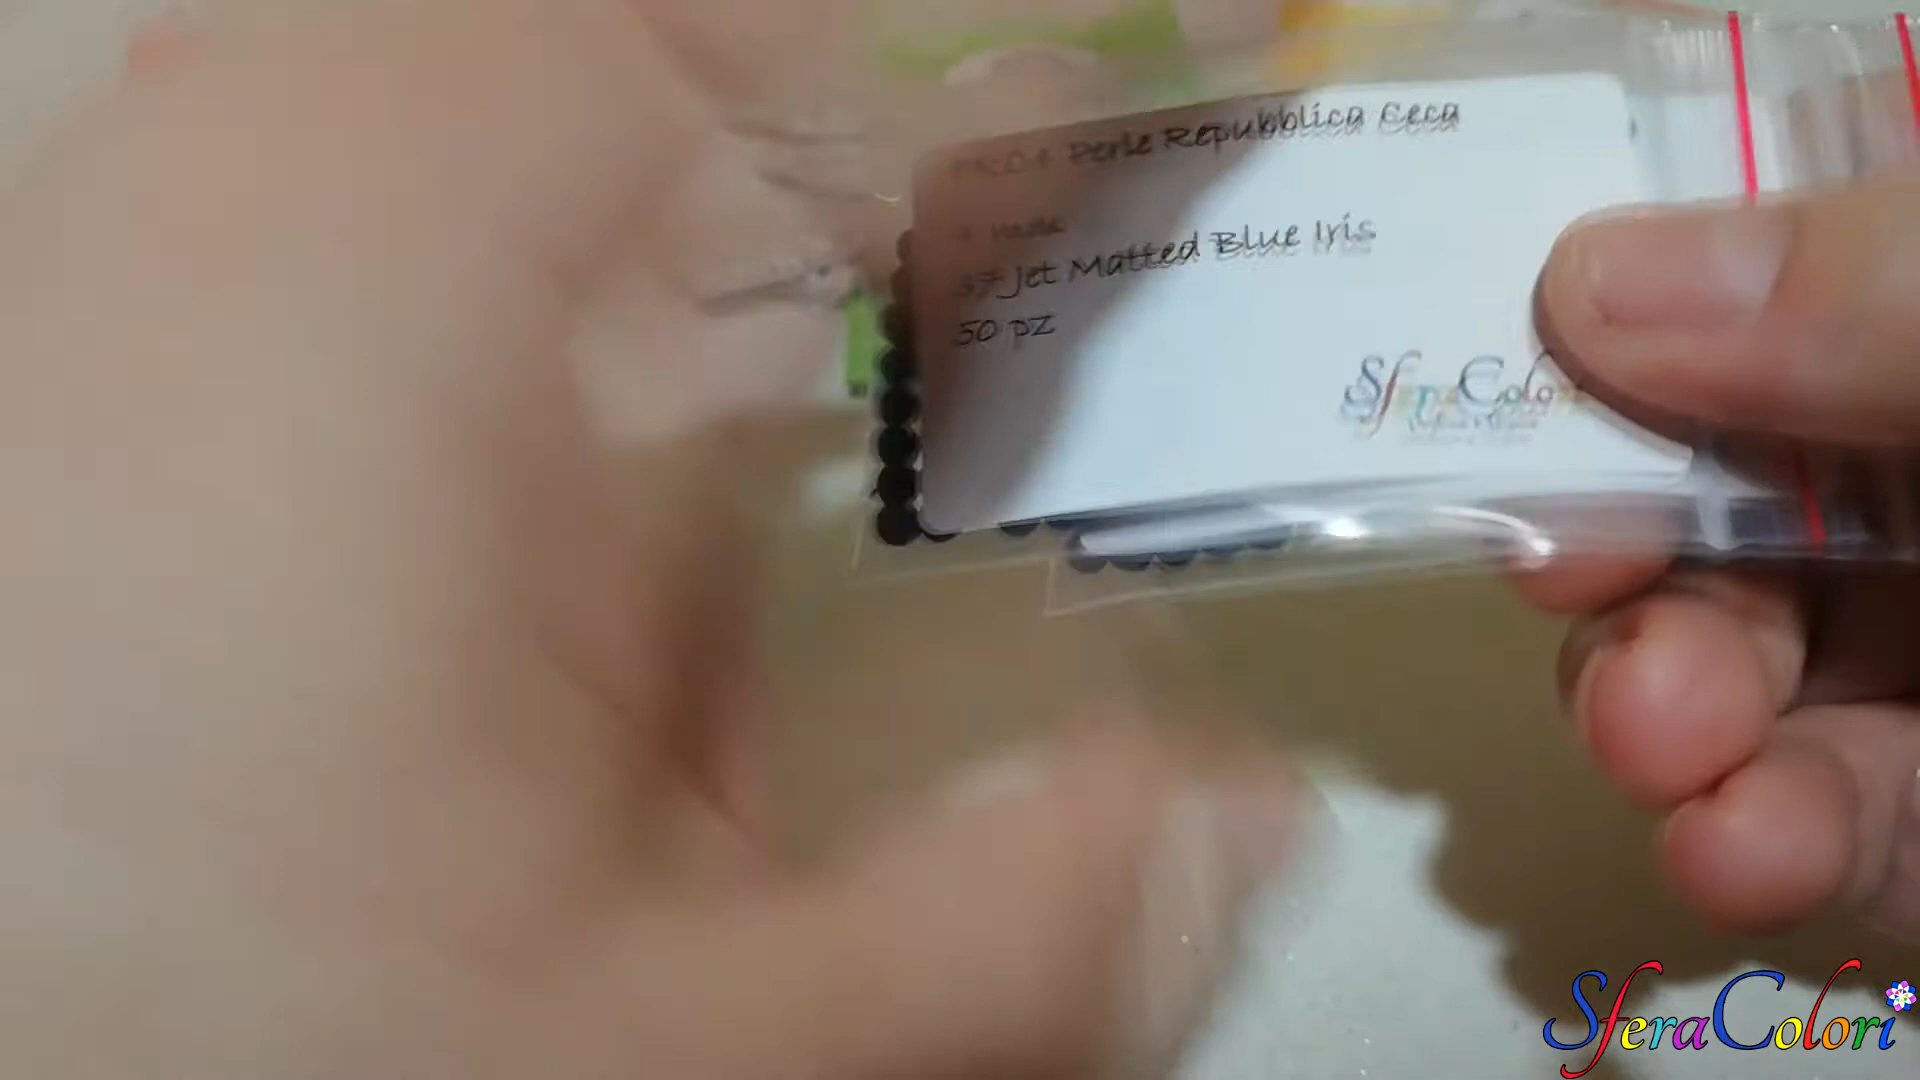 Perle Repubblica Ceca
Jet Matted Blue Iris
50 pz
SferaColori
SferaColori